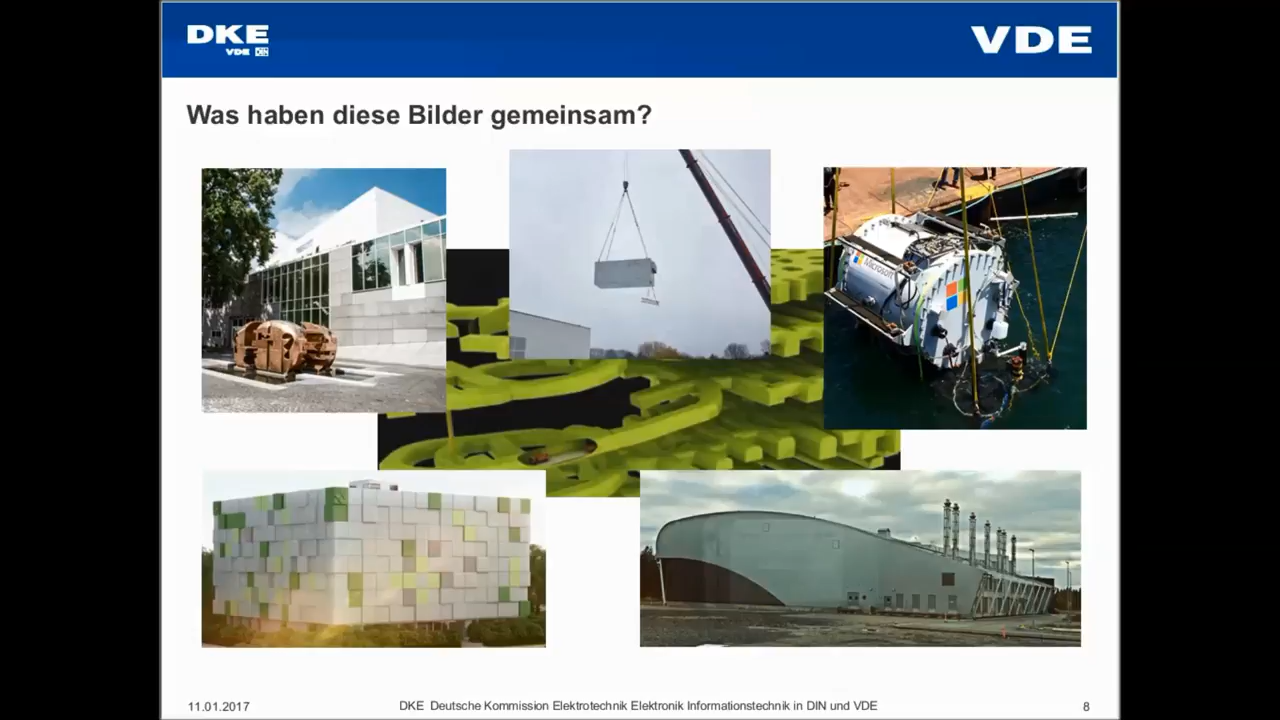 DKE
VDE DIN
VDE
Was haben diese Bilder gemeinsam?
Microsoft
11.01.2017
DKE Deutsche Kommission Elektrotechnik Elektronik Informationstechnik in DIN und VDE
8